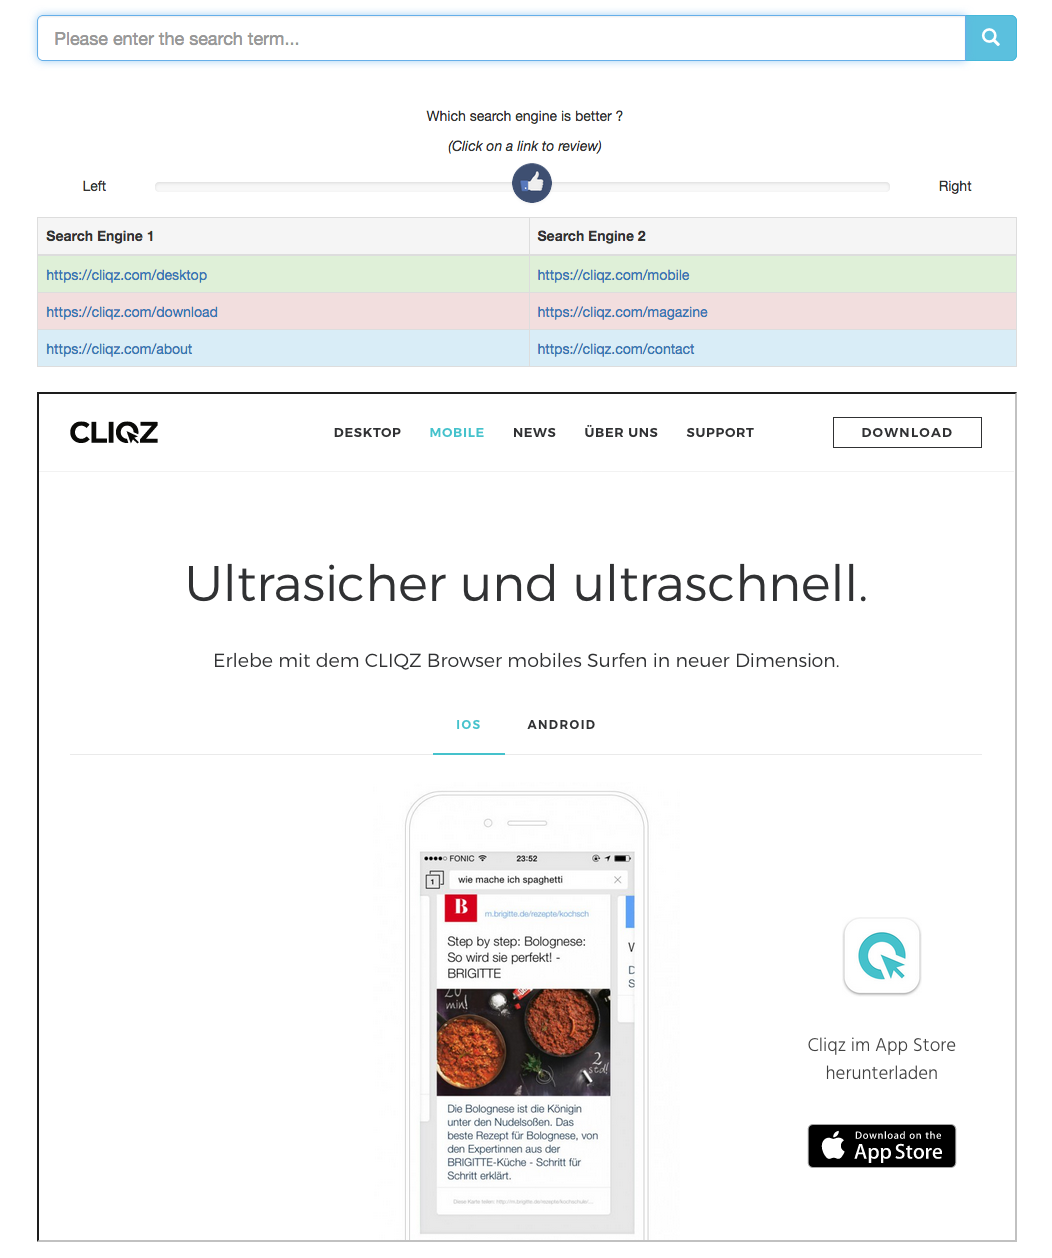 Please enter the search term...
Which search engine is better ?
(Click on a link to review)
Left
Right
Search Engine 1
Search Engine 2
https://cliqz.com/desktop
https://cliqz.com/mobile
https://cliqz.com/download
https://cliqz.com/magazine
https://cliqz.com/about
https://cliqz.com/contact
CLIQZ
DESKTOP
MOBILE
NEWS
ÜBER UNS
SUPPORT
DOWNLOAD
Ultrasicher und ultraschnell.
Erlebe mit dem CLIQZ Browser mobiles Surfen in neuer Dimension.
IOS
ANDROID
FONIC
23:52
1
wie mache ich spaghetti
B
m.brigitte.de/rezepte/kochsch
Step by step: Bolognese:
So wird sie perfekt! -
BRIGITTE
W
D
S
20
min!
2
sed!
Die Bolognese ist die Königin
unter den Nudelsoßen. Das
beste Rezept für Bolognese, von
den Expertinnen aus der
BRIGITTE-Küche - Schritt für
Schritt erklärt.
Cliqz im App Store
herunterladen
Download on the
App Store